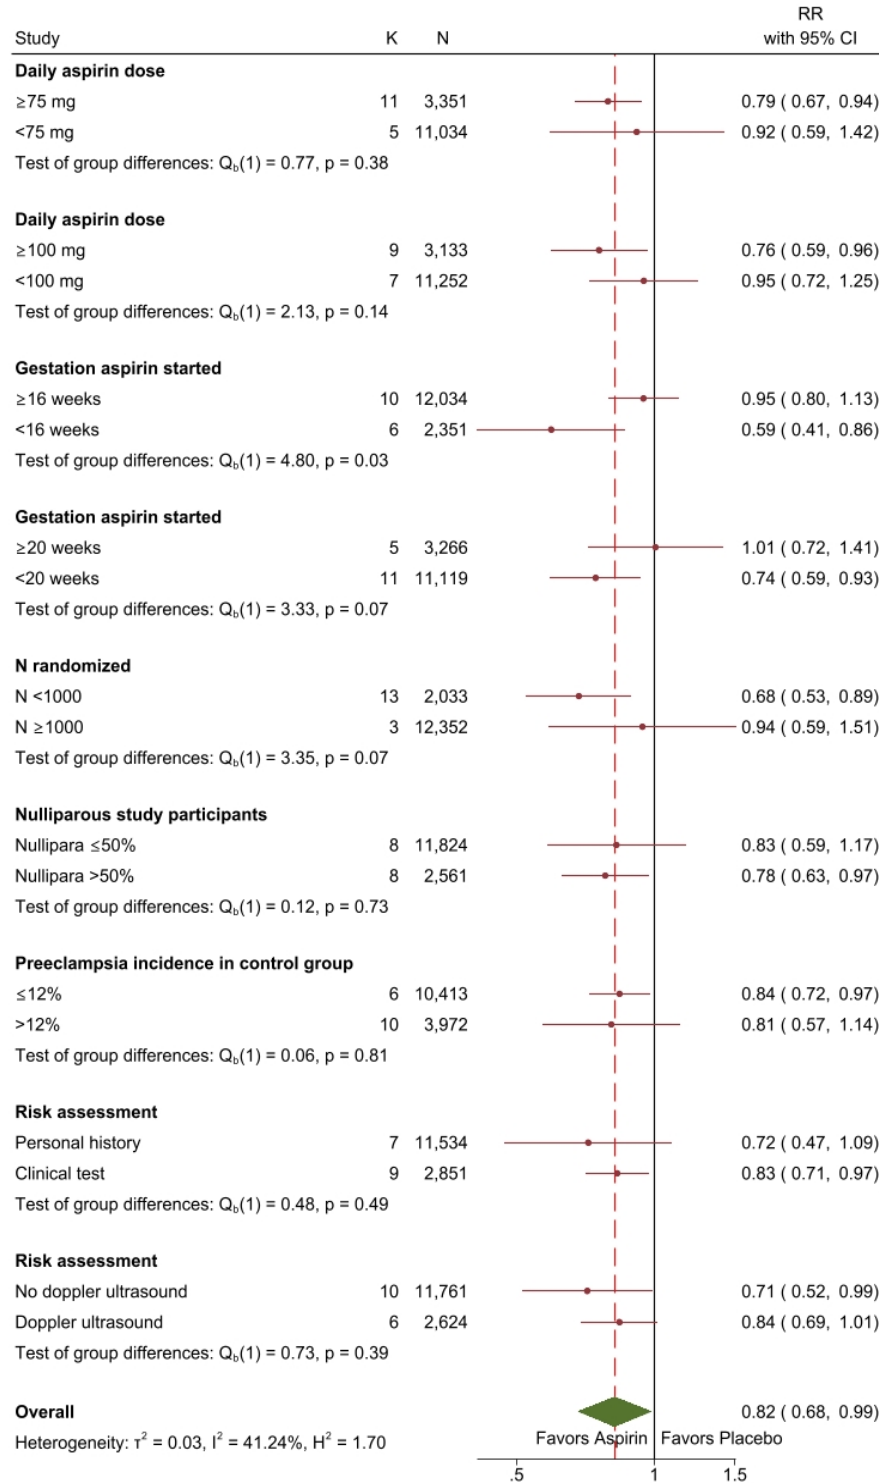 RR
Study K N with 95% CI
Daily aspirin dose
≥75 mg 11 3,351 0.79 ( 0.67, 0.94)
<75 mg 5 11,034 0.92 ( 0.59, 1.42)
Test of group differences: Qb(1) = 0.77, p = 0.38
Daily aspirin dose
≥100 mg 9 3,133 0.76 ( 0.59, 0.96)
<100 mg 7 11,252 0.95 ( 0.72, 1.25)
Test of group differences: Qb(1) = 2.13, p = 0.14
Gestation aspirin started
≥16 weeks 10 12,034 0.95 ( 0.80, 1.13)
<16 weeks 6 2,351 0.59 ( 0.41, 0.86)
Test of group differences: Qb(1) = 4.80, p = 0.03
Gestation aspirin started
≥20 weeks 5 3,266 1.01 ( 0.72, 1.41)
<20 weeks 11 11,119 0.74 ( 0.59, 0.93)
Test of group differences: Qb(1) = 3.33, p = 0.07
N randomized
N <1000 13 2,033 0.68 ( 0.53, 0.89)
N ≥1000 3 12,352 0.94 ( 0.59, 1.51)
Test of group differences: Qb(1) = 3.35, p = 0.07
Nulliparous study participants
Nullipara ≤50% 8 11,824 0.83 ( 0.59, 1.17)
Nullipara >50% 8 2,561 0.78 ( 0.63, 0.97)
Test of group differences: Qb(1) = 0.12, p = 0.73
Preeclampsia incidence in control group
≤12% 6 10,413 0.84 ( 0.72, 0.97)
>12% 10 3,972 0.81 ( 0.57, 1.14)
Test of group differences: Qb(1) = 0.06, p = 0.81
Risk assessment
Personal history 7 11,534 0.72 ( 0.47, 1.09)
Clinical test 9 2,851 0.83 ( 0.71, 0.97)
Test of group differences: Qb(1) = 0.48, p = 0.49
Risk assessment
No doppler ultrasound 10 11,761 0.71 ( 0.52, 0.99)
Doppler ultrasound 6 2,624 0.84 ( 0.69, 1.01)
Test of group differences: Qb(1) = 0.73, p = 0.39
Overall 0.82 ( 0.68, 0.99)
Heterogeneity: τ² = 0.03, I² = 41.24%, H² = 1.70 Favors Aspirin Favors Placebo
.5 1 1.5